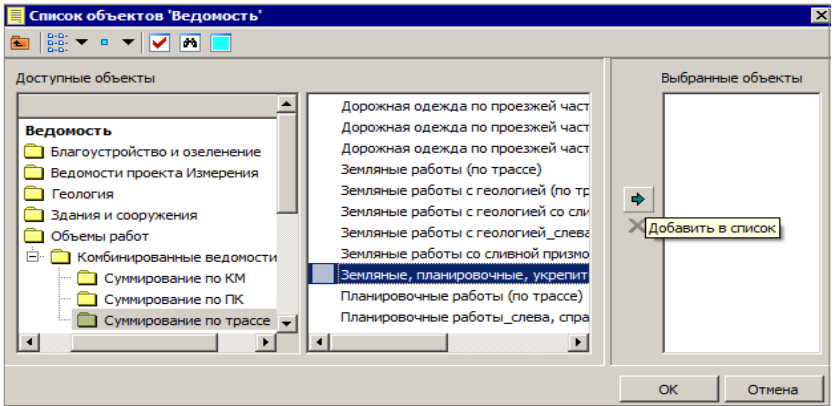 Список объектов 'Ведомость'
Доступные объекты
Выбранные объекты
Ведомость
Благоустройство и озеленение
Ведомости проекта Измерения
Геология
Здания и сооружения
Объемы работ
Комбинированные ведомости
Суммирование по КМ
Суммирование по ПК
Суммирование по трассе
Дорожная одежда по проезжей част
Дорожная одежда по проезжей част
Дорожная одежда по проезжей част
Земляные работы (по трассе)
Земляные работы с геологией (по тр
Земляные работы с геологией со сли
Земляные работы с геологией_слева
Земляные работы со сливной призмо
Земляные, планировочные, укрепит
Планировочные работы (по трассе)
Планировочные работы_слева, спра
Добавить в список
ОК
Отмена